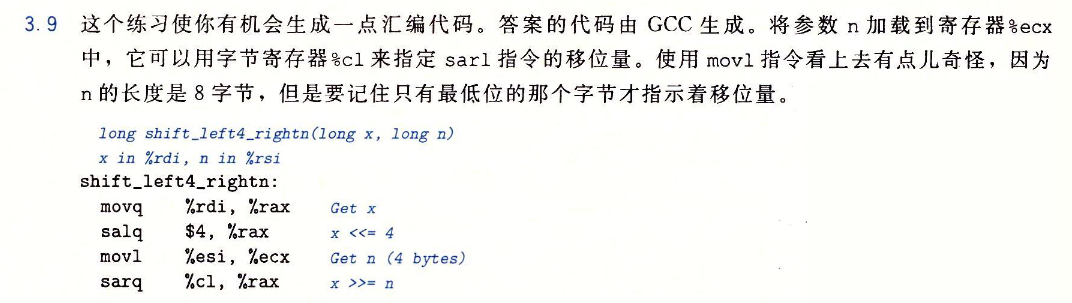 3.9 这个练习使你有机会生成一点汇编代码。答案的代码由 GCC 生成。将参数 n 加载到寄存器%ecx
中，它可以用字节寄存器%cl 来指定 sarl 指令的移位量。使用 movl 指令看上去有点儿奇怪，因为
n 的长度是 8 字节，但是要记住只有最低位的那个字节才指示着移位量。
long shift_left4_rightn(long x, long n)
x in %rdi, n in %rsi
shift_left4_rightn:
movq %rdi, %rax Get x
salq $4, %rax x <<= 4
movl %esi, %ecx Get n (4 bytes)
sarq %cl, %rax x >>= n